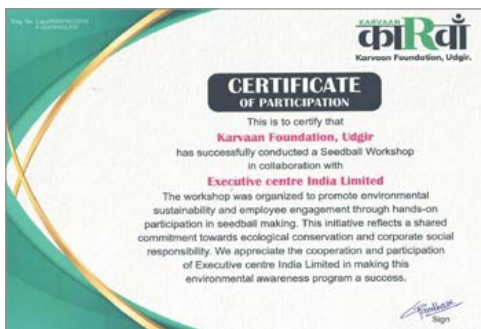 KARVAAN
कारवाँ
Karvaan Foundation, Udgir.
CERTIFICATE
OF PARTICIPATION
This is to certify that
Karvaan Foundation, Udgir
has successfully conducted a Seedball Workshop
in collaboration with
Executive centre India Limited
The workshop was organized to promote environmental
sustainability and employee engagement through hands-on
participation in seedball making. This initiative reflects a shared
commitment towards ecological conservation and corporate social
responsibility. We appreciate the cooperation and participation
of Executive centre India Limited in making this
environmental awareness program a success.
Sign